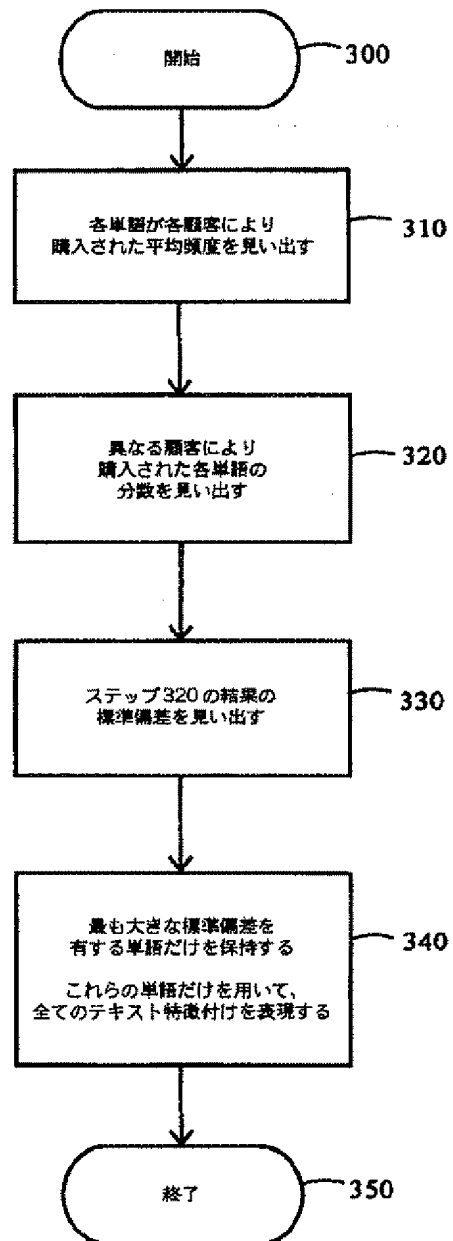 開始
300
各単語が各顧客により
購入された平均頻度を見い出す
310
異なる顧客により
購入された各単語の
分数を見い出す
320
ステップ320の結果の
標準偏差を見い出す
330
最も大きな標準偏差を
有する単語だけを保持する
これらの単語だけを用いて、
全てのテキスト特徴付けを表現する
340
終了
350